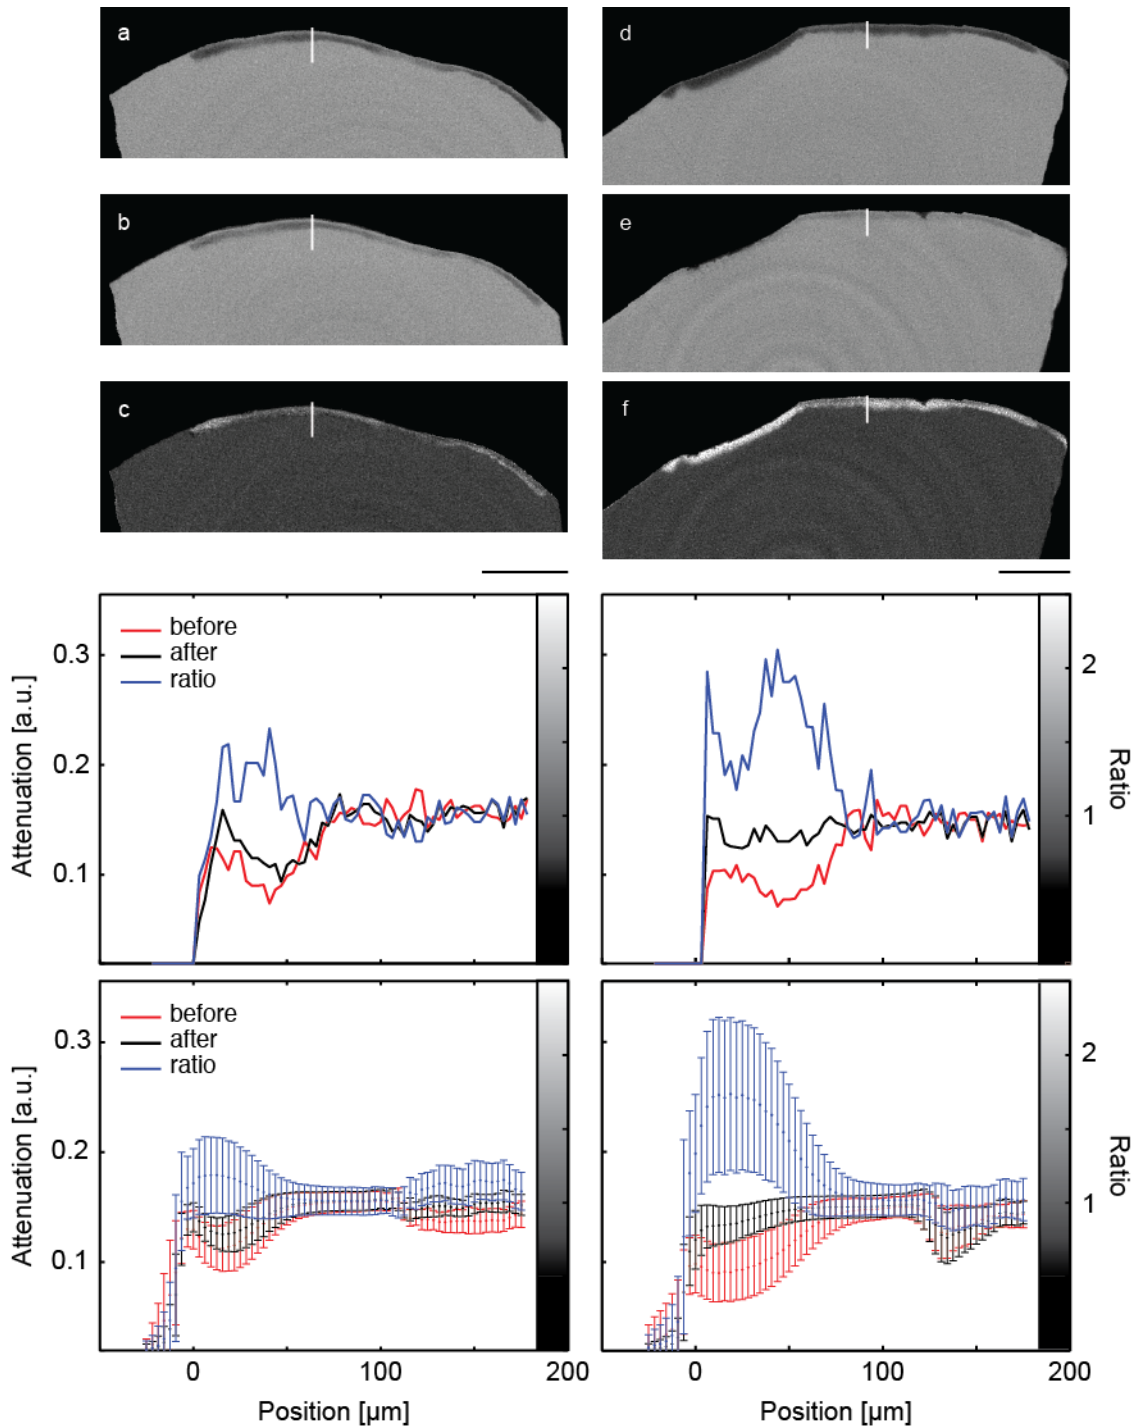 a
d
b
e
c
f
before
after
ratio
0.3
0.2
0.1
Attenuation [a.u.]
2
1
Ratio
before
after
ratio
0.3
0.2
0.1
Attenuation [a.u.]
2
1
Ratio
0
100
200
0
100
200
Position [µm]
Position [µm]